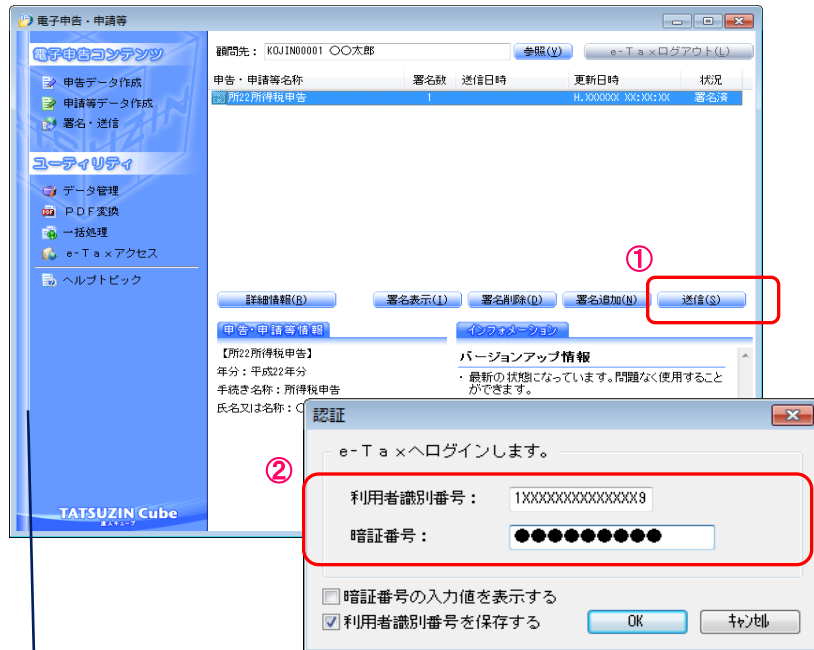 電子申告・申請等
電子申告コンテンツ
申告データ作成
申請等データ作成
署名・送信
ユーティリティ
データ管理
PDF変換
一括処理
e-Taxアクセス
ヘルプトピック
TATSUZIN Cube
達人キューブ
顧問先： KOJIN00001 〇〇太郎 参照(V) e-Taxログアウト(L)
申告・申請等名称 署名数 送信日時 更新日時 状況
所22所得税申告 1 H.XXXXXX XX:XX:XX 署名済
①
詳細情報(R) 署名表示(I) 署名削除(D) 署名追加(N) 送信(S)
申告・申請等情報
【所22所得税申告】
年分：平成22年分
手続き名称：所得税申告
氏名又は名称：
インフォメーション
バージョンアップ情報
・最新の状態になっています。問題なく使用すること
ができます。
認証
e-Taxへログインします。
②
利用者識別番号： 1XXXXXXXXXXXXXX9
暗証番号： ●●●●●●●●●
暗証番号の入力値を表示する
利用者識別番号を保存する OK キャンセル